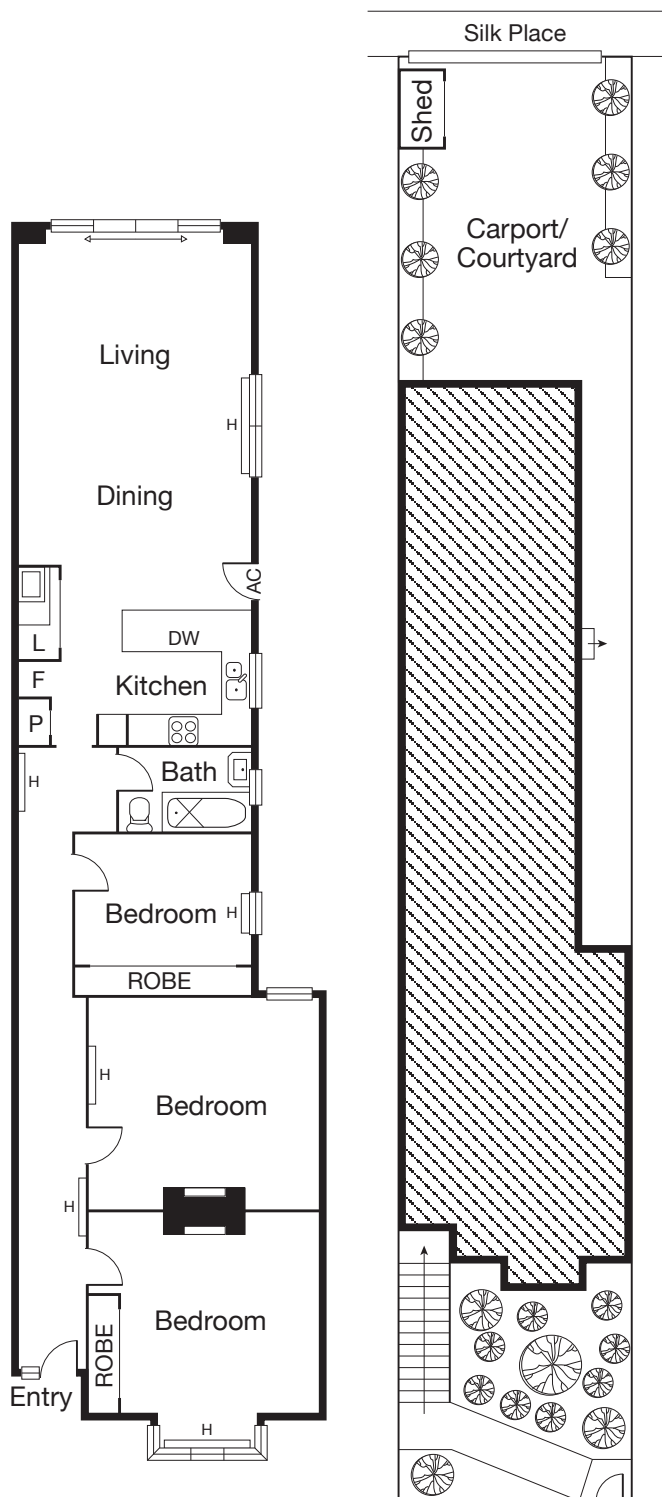 Silk Place
Shed
Carport/
Courtyard
Living
H
Dining
AC
L
DW
F
Kitchen
P
Bath
H
Bedroom
H
ROBE
H
Bedroom
H
Bedroom
ROBE
Entry
H